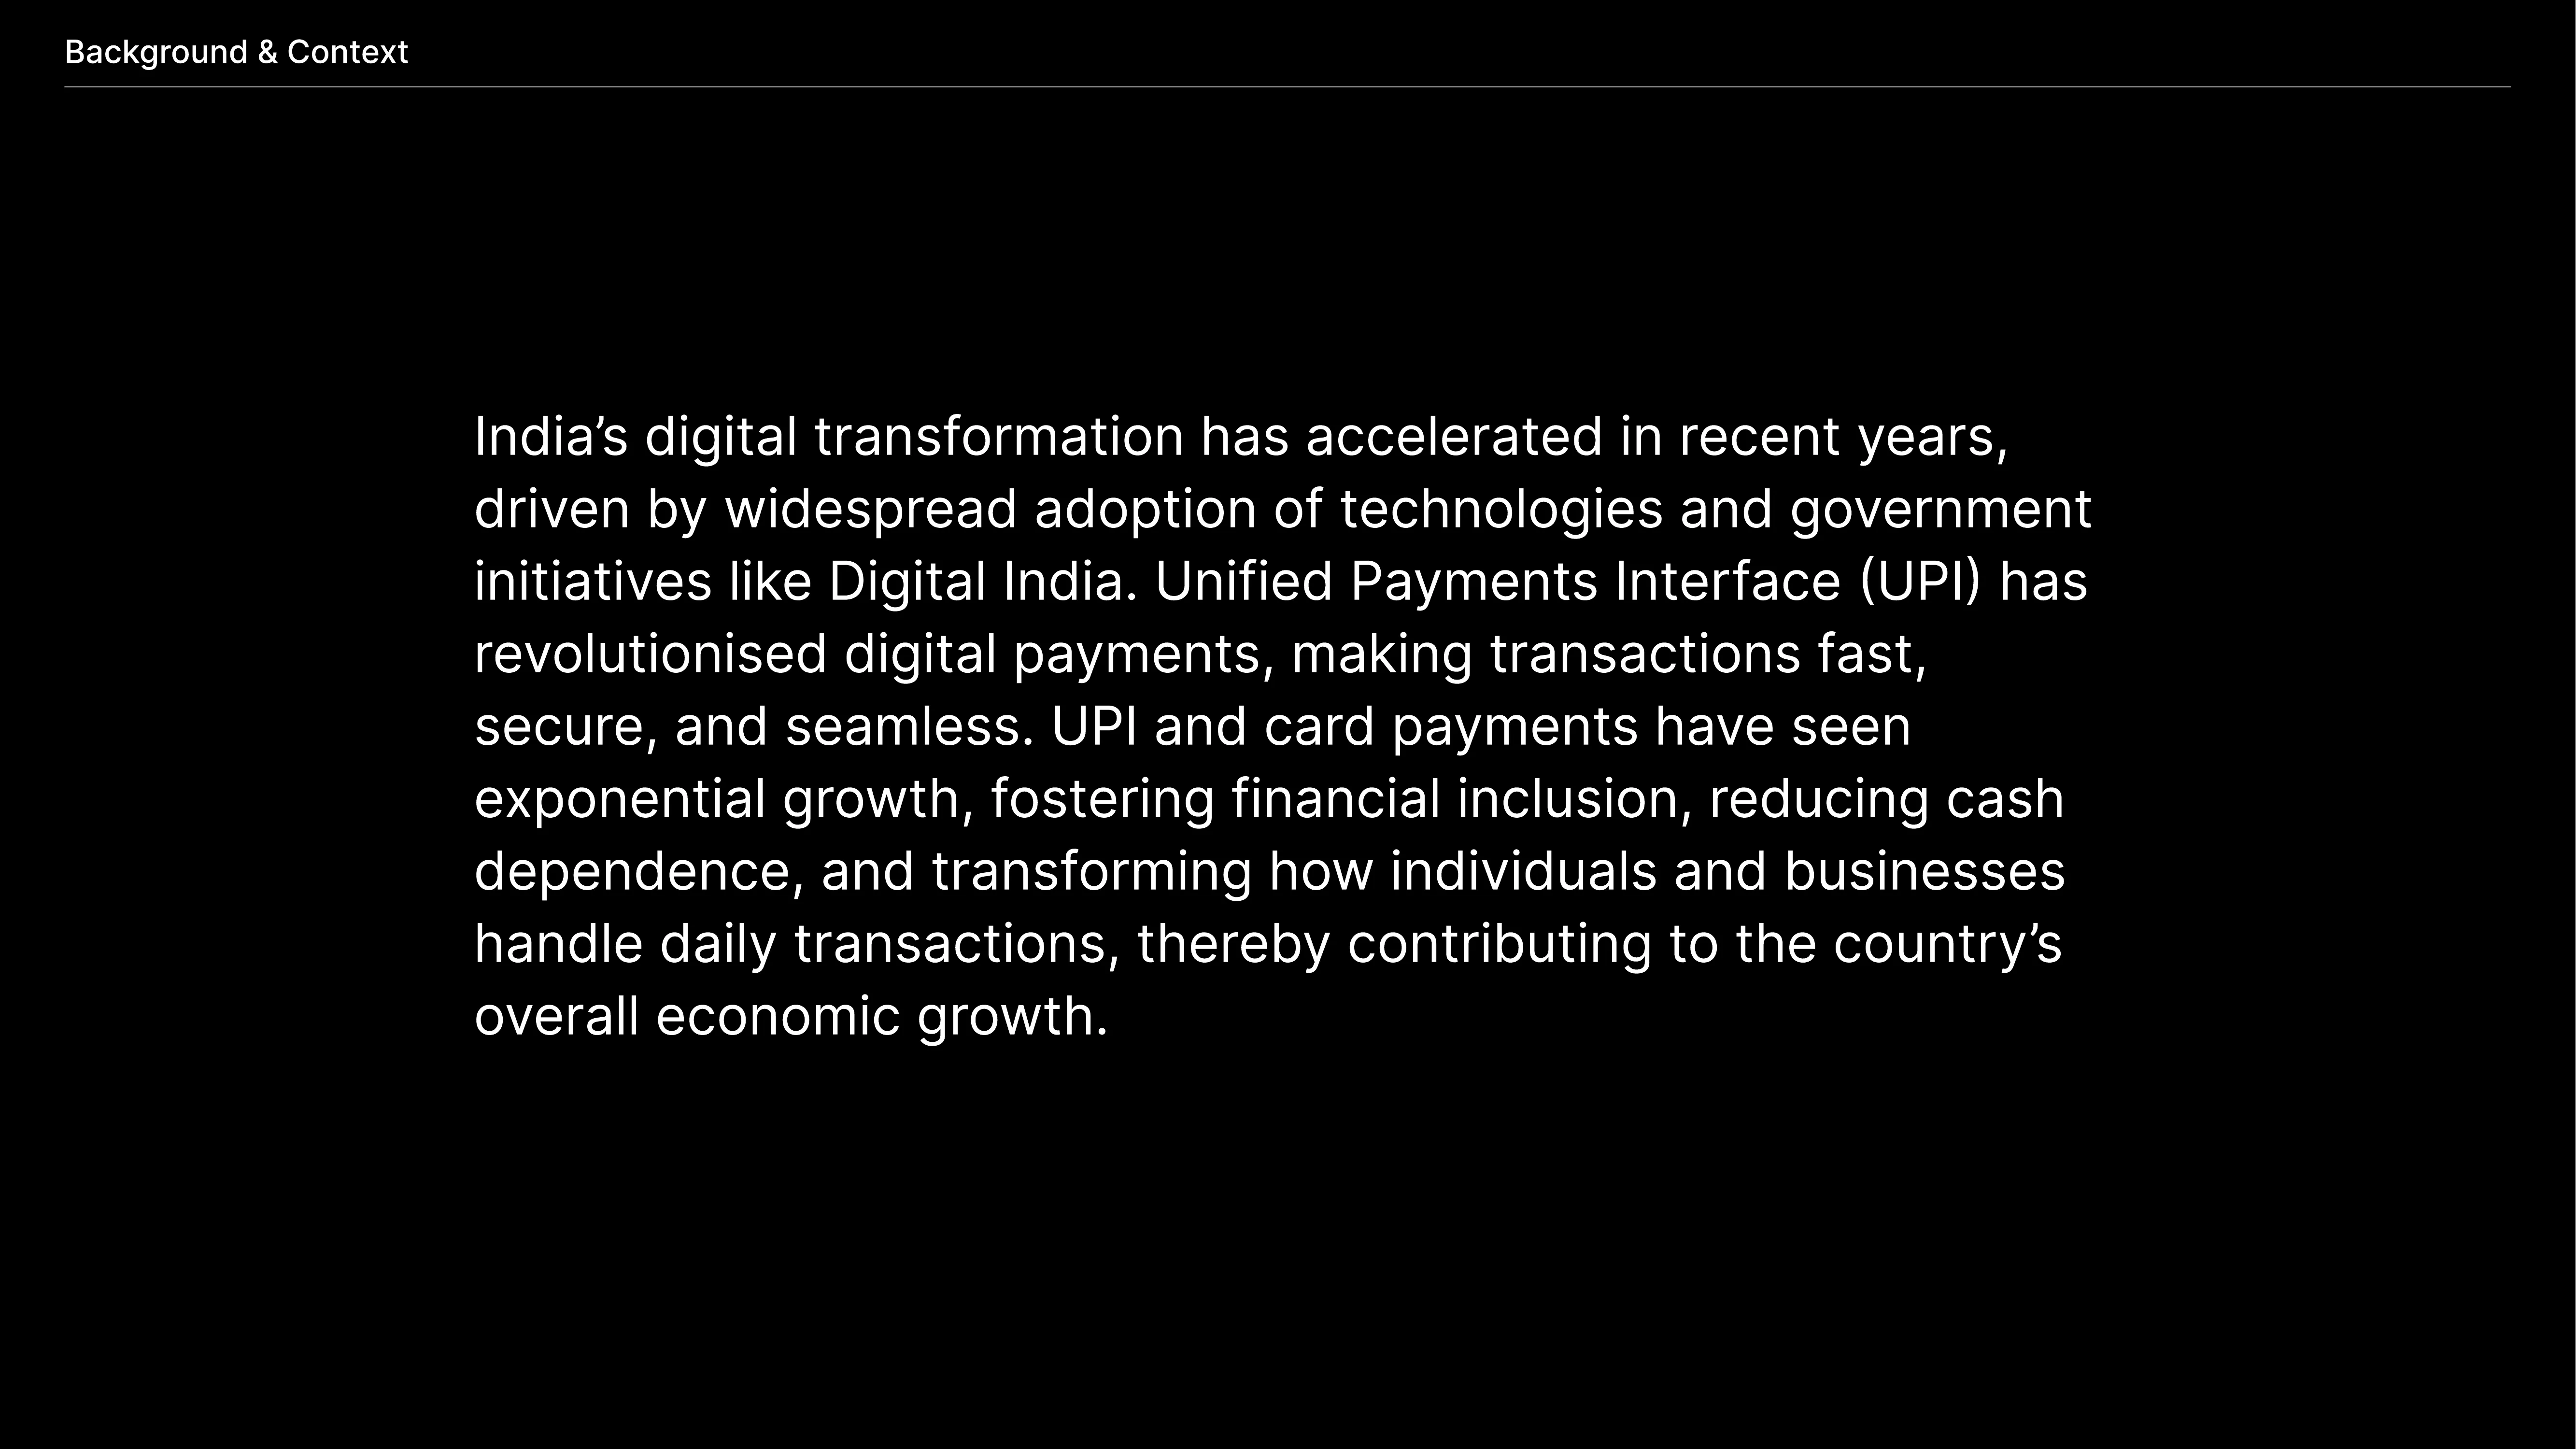 Background & Context
India’s digital transformation has accelerated in recent years,
driven by widespread adoption of technologies and government
initiatives like Digital India. Unified Payments Interface (UPI) has
revolutionised digital payments, making transactions fast,
secure, and seamless. UPI and card payments have seen
exponential growth, fostering financial inclusion, reducing cash
dependence, and transforming how individuals and businesses
handle daily transactions, thereby contributing to the country’s
overall economic growth.